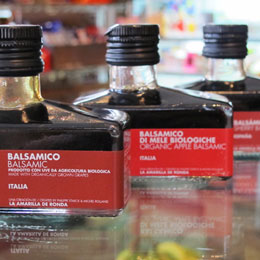 BALSAMICO
BALSAMIC
PRODOTTO CON UVE DA AGRICOLTURA BIOLOGICA
MADE WITH ORGANICALLY GROWN GRAPES
ITALIA
LA AMARILLA DE RONDA
BALSAMICO
DI MELE BIOLOGICHE
ORGANIC APPLE BALSAMIC
ITALIA
LA AMARILLA DE RONDA